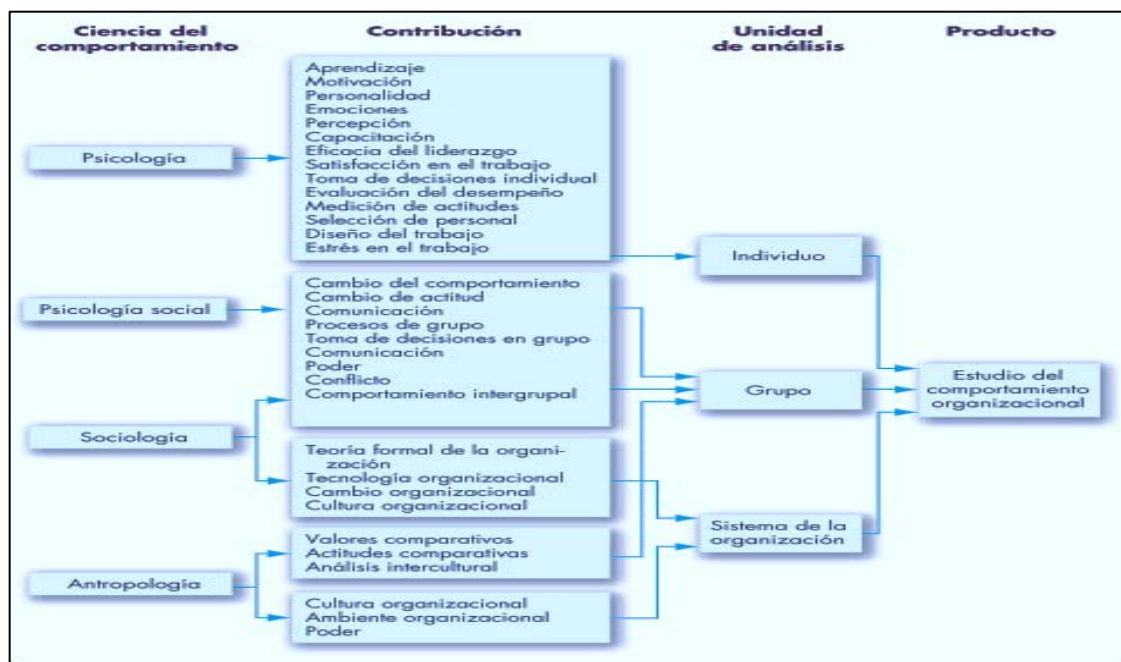 Ciencia del
comportamiento
Contribución
Unidad
de análisis
Producto
Psicología
Aprendizaje
Motivación
Personalidad
Emociones
Percepción
Capacitación
Eficacia del liderazgo
Satisfacción en el trabajo
Toma de decisiones individual
Evaluación del desempeño
Medición de actitudes
Selección de personal
Diseño del trabajo
Estrés en el trabajo
Individuo
Psicología social
Cambio del comportamiento
Cambio de actitud
Comunicación
Procesos de grupo
Toma de decisiones en grupo
Comunicación
Poder
Conflicto
Comportamiento intergrupal
Grupo
Estudio del
comportamiento
organizacional
Sociología
Teoría formal de la organi-
zación
Tecnología organizacional
Cambio organizacional
Cultura organizacional
Sistema de la
organización
Antropología
Valores comparativos
Actitudes comparativas
Análisis intercultural
Cultura organizacional
Ambiente organizacional
Poder